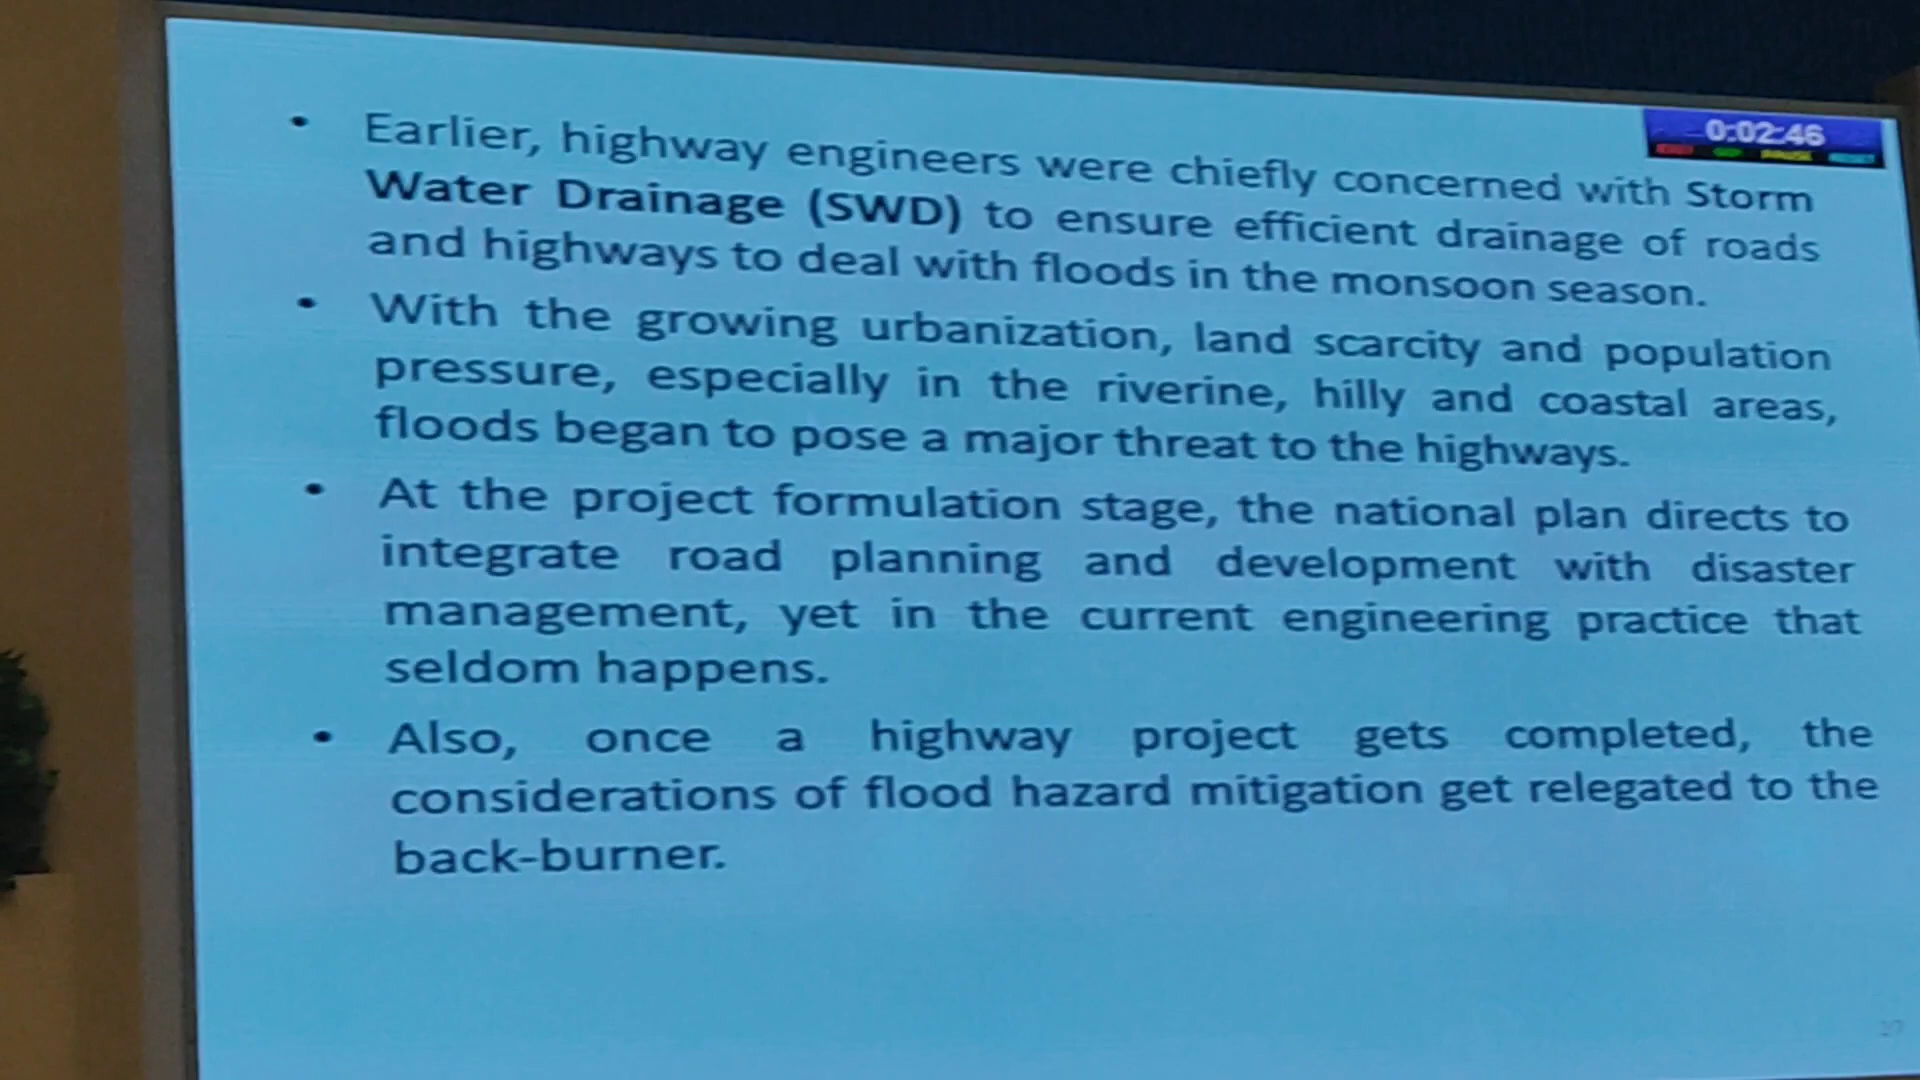 0:02:46
• Earlier, highway engineers were chiefly concerned with Storm
Water Drainage (SWD) to ensure efficient drainage of roads
and highways to deal with floods in the monsoon season.
• With the growing urbanization, land scarcity and population
pressure, especially in the riverine, hilly and coastal areas,
floods began to pose a major threat to the highways.
• At the project formulation stage, the national plan directs to
integrate road planning and development with disaster
management, yet in the current engineering practice that
seldom happens.
• Also, once a highway project gets completed, the
considerations of flood hazard mitigation get relegated to the
back-burner.